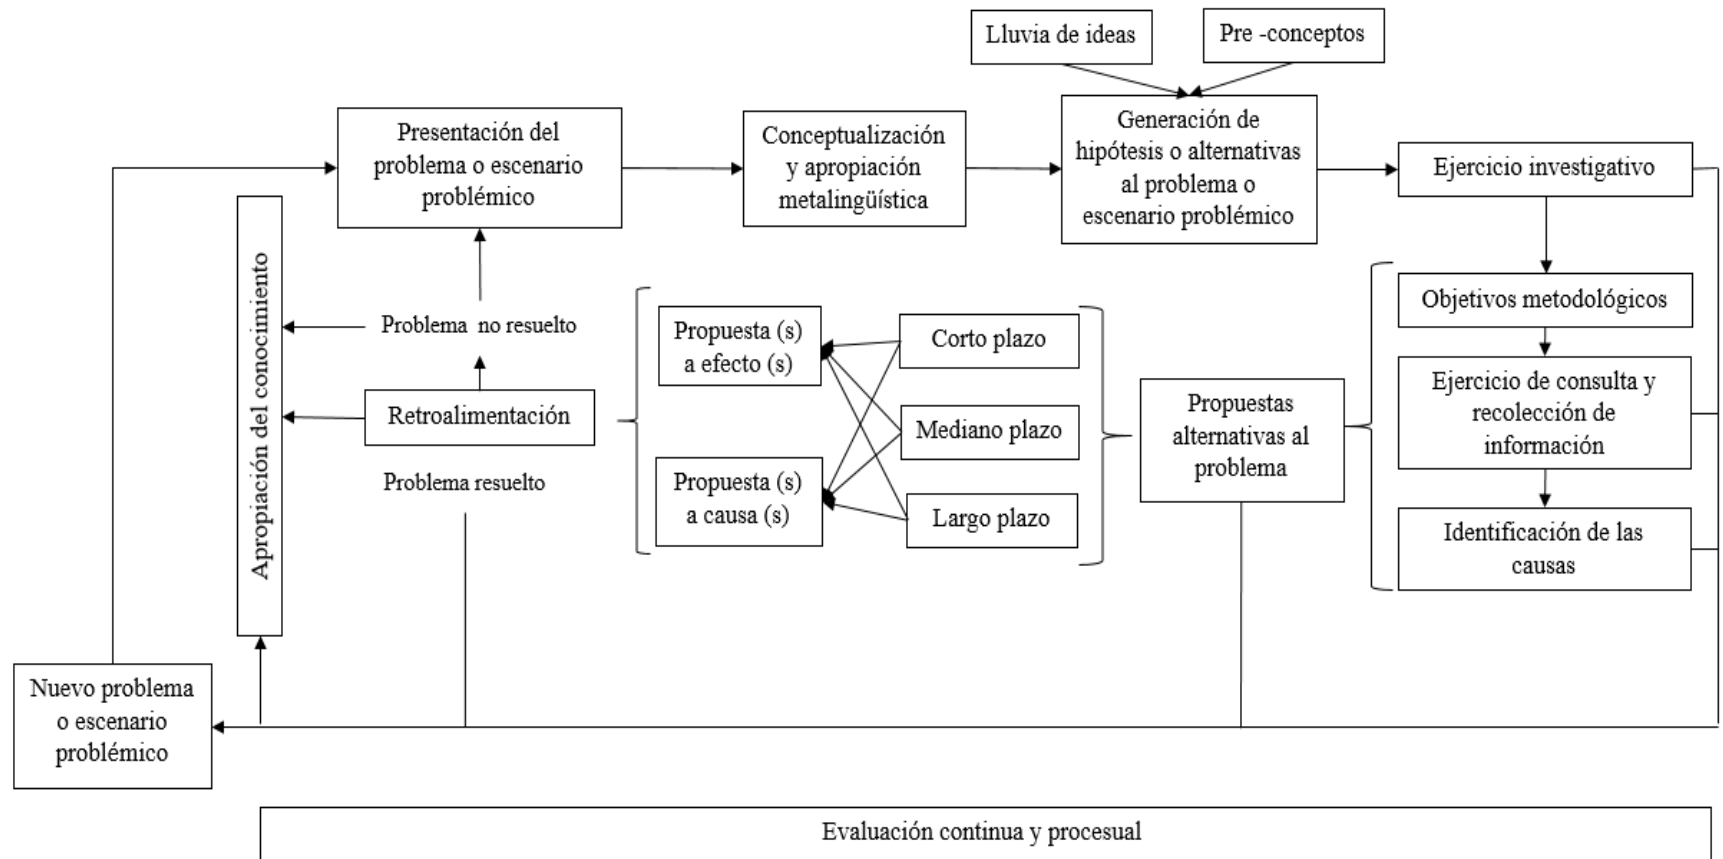 Lluvia de ideas
Pre -conceptos
Presentación del
problema o escenario
problémico
Conceptualización
y apropiación
metalingüística
Generación de
hipótesis o alternativas
al problema o
escenario problémico
Ejercicio investigativo
Objetivos metodológicos
Ejercicio de consulta y
recolección de
información
Identificación de las
causas
Propuestas
alternativas al
problema
Corto plazo
Mediano plazo
Largo plazo
Propuesta (s)
a efecto (s)
Propuesta (s)
a causa (s)
Problema no resuelto
Retroalimentación
Problema resuelto
Apropiación del conocimiento
Nuevo problema
o escenario
problémico
Evaluación continua y procesual